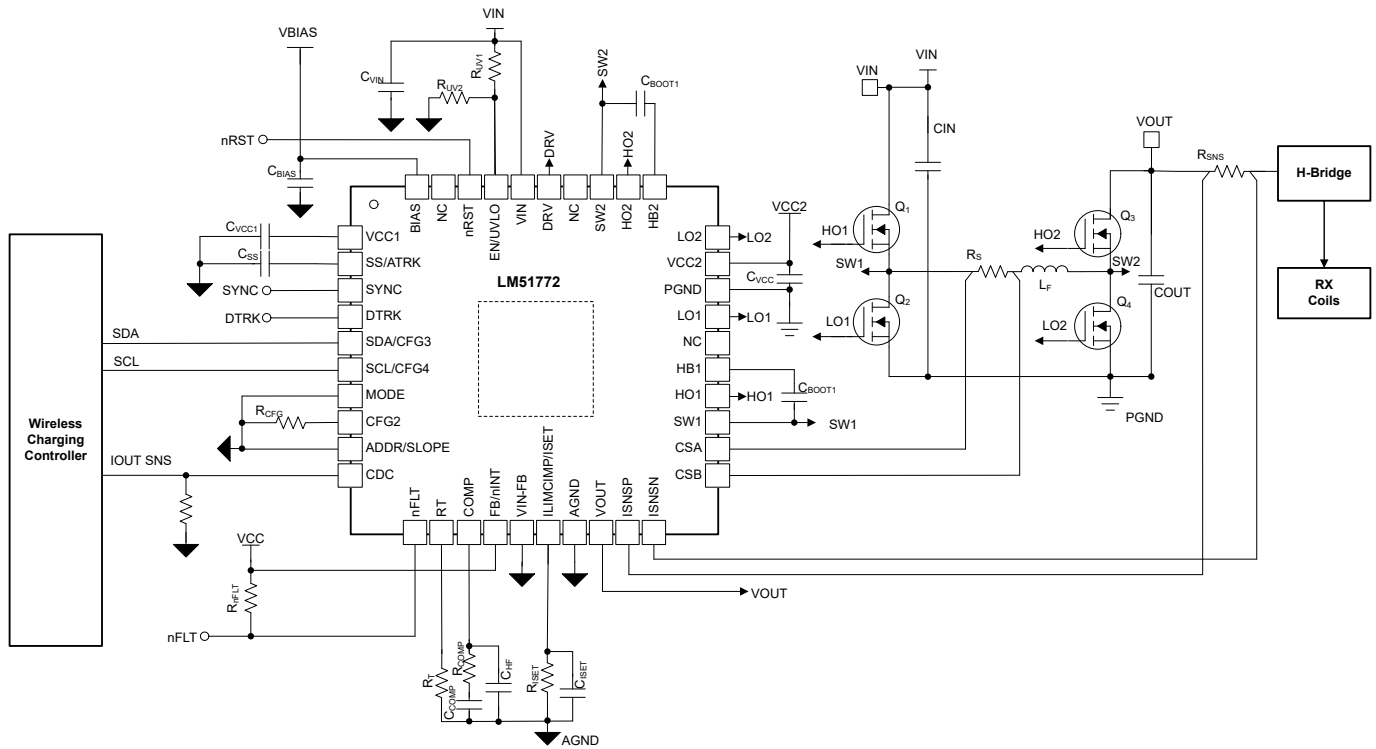 VBIAS
VIN
C_VIN
R_UV1
R_UV2
SW2
C_BOOT1
nRST
DRV
HO2
C_BIAS
BIAS
NC
nRST
EN/UVLO
VIN
DRV
NC
SW2
HO2
HB2
VIN
VIN
CIN
VOUT
R_SNS
H-Bridge
RX
Coils
C_VCC1
C_SS
SYNC
DTRK
SDA
SCL
Wireless
Charging
Controller
R_CFG
IOUT SNS
VCC1
SS/ATRK
SYNC
DTRK
SDA/CFG3
SCL/CFG4
MODE
CFG2
ADDR/SLOPE
CDC
LM51772
LO2
VCC2
PGND
LO1
NC
HB1
HO1
SW1
CSA
CSB
LO2
VCC2
C_VCC
LO1
C_BOOT1
HO1
SW1
Q1
HO1
SW1
R_S
L_F
Q2
LO1
Q3
HO2
SW2
COUT
Q4
LO2
PGND
nFLT
RT
COMP
FB/nINT
VIN-FB
ILIMCIMP/ISET
AGND
VOUT
ISNSP
ISNSN
VCC
R_nFLT
nFLT
VOUT
R_T
R_COMP
C_COMP
C_HF
R_ISET
C_ISET
AGND